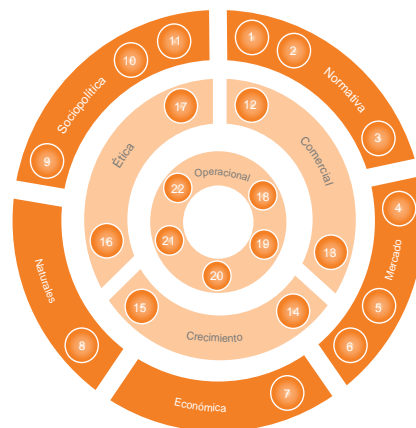 1
2
Normativa
3
4
Mercado
5
6
7
Económica
8
Naturales
9
Sociopolítica
10
11
12
Comercial
13
14
Crecimiento
15
16
Ética
17
Operacional
18
19
20
21
22